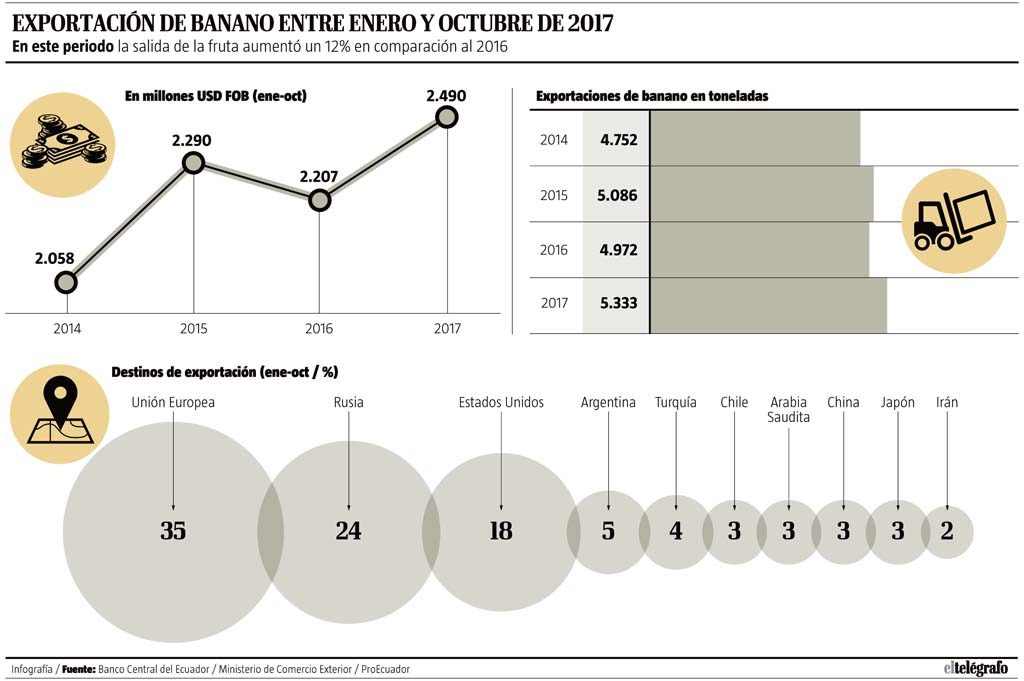 EXPORTACIÓN DE BANANO ENTRE ENERO Y OCTUBRE DE 2017
En este periodo la salida de la fruta aumentó un 12% en comparación al 2016
En millones USD FOB (ene-oct)
2.058
2.290
2.207
2.490
2014
2015
2016
2017
Exportaciones de banano en toneladas
2014 4.752
2015 5.086
2016 4.972
2017 5.333
Destinos de exportación (ene-oct / %)
Unión Europea
35
Rusia
24
Estados Unidos
18
Argentina
5
Turquía
4
Chile
3
Arabia
Saudita
3
China
3
Japón
3
Irán
2
Infografía / Fuente: Banco Central del Ecuador / Ministerio de Comercio Exterior / ProEcuador
eltelégrafo